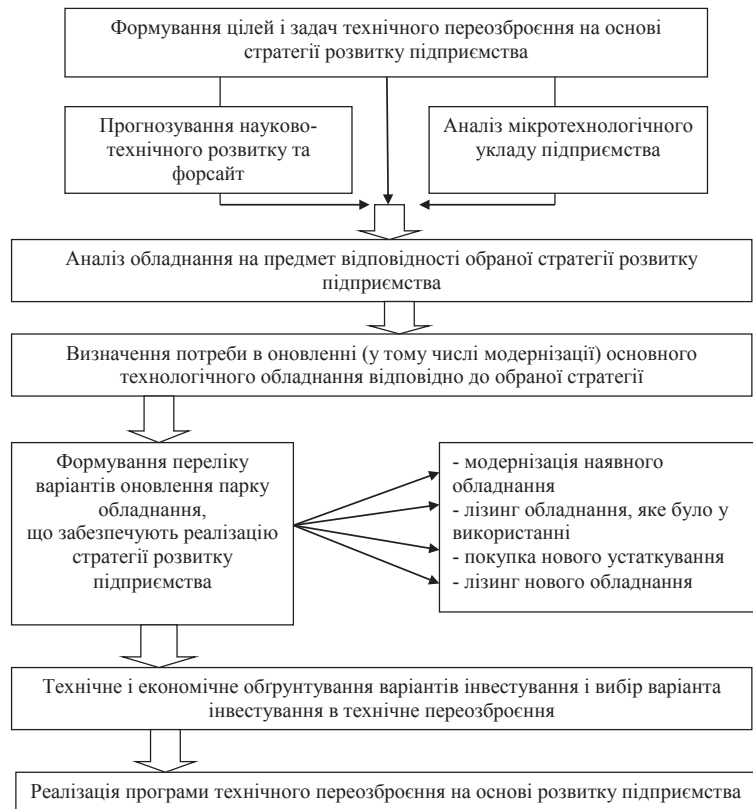 Формування цілей і задач технічного переозброєння на основі
стратегії розвитку підприємства
Прогнозування науково-
технічного розвитку та
форсайт
Аналіз мікротехнологічного
укладу підприємства
Аналіз обладнання на предмет відповідності обраної стратегії розвитку
підприємства
Визначення потреби в оновленні (у тому числі модернізації) основного
технологічного обладнання відповідно до обраної стратегії
Формування переліку
варіантів оновлення парку
обладнання,
що забезпечують реалізацію
стратегії розвитку
підприємства
- модернізація наявного
обладнання
- лізинг обладнання, яке було у
використанні
- покупка нового устаткування
- лізинг нового обладнання
Технічне і економічне обґрунтування варіантів інвестування і вибір варіанта
інвестування в технічне переозброєння
Реалізація програми технічного переозброєння на основі розвитку підприємства